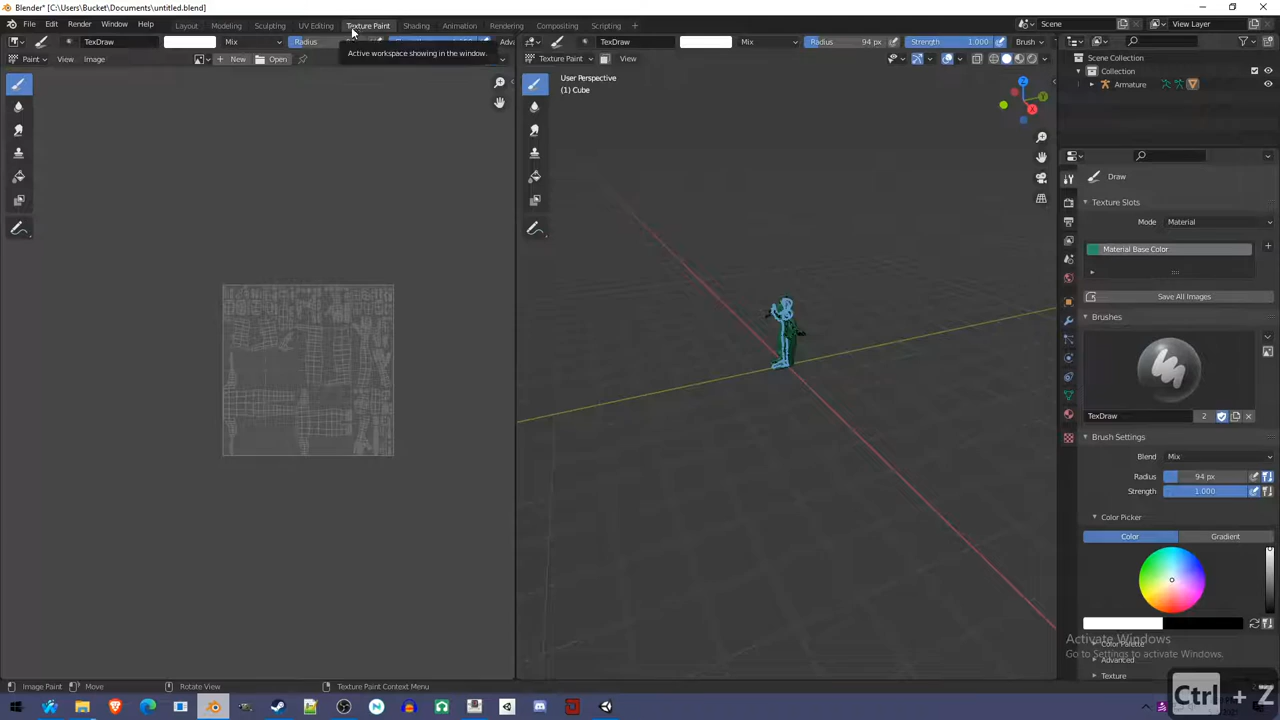 Blender* [C:\Users\Bucket\Documents\untitled.blend]
File Edit Render Window Help Layout Modeling Sculpting UV Editing Texture Paint Shading Animation Rendering Compositing Scripting + Scene View Layer
TexDraw Mix Radius TexDraw Mix Radius 94 px Strength 1.000 Brush
Active workspace showing in the window.
Paint View Image New Open Texture Paint View
Scene Collection
Collection
Armature
User Perspective
(1) Cube
Draw
Texture Slots
Mode Material
Material Base Color
Save All Images
Brushes
TexDraw 2
Brush Settings
Blend Mix
Radius 94 px
Strength 1.000
Color Picker
Color Gradient
Color Palette
Advanced
Texture
Activate Windows
Go to Settings to activate Windows.
Image Paint Move Rotate View Texture Paint Context Menu
Ctrl + Z